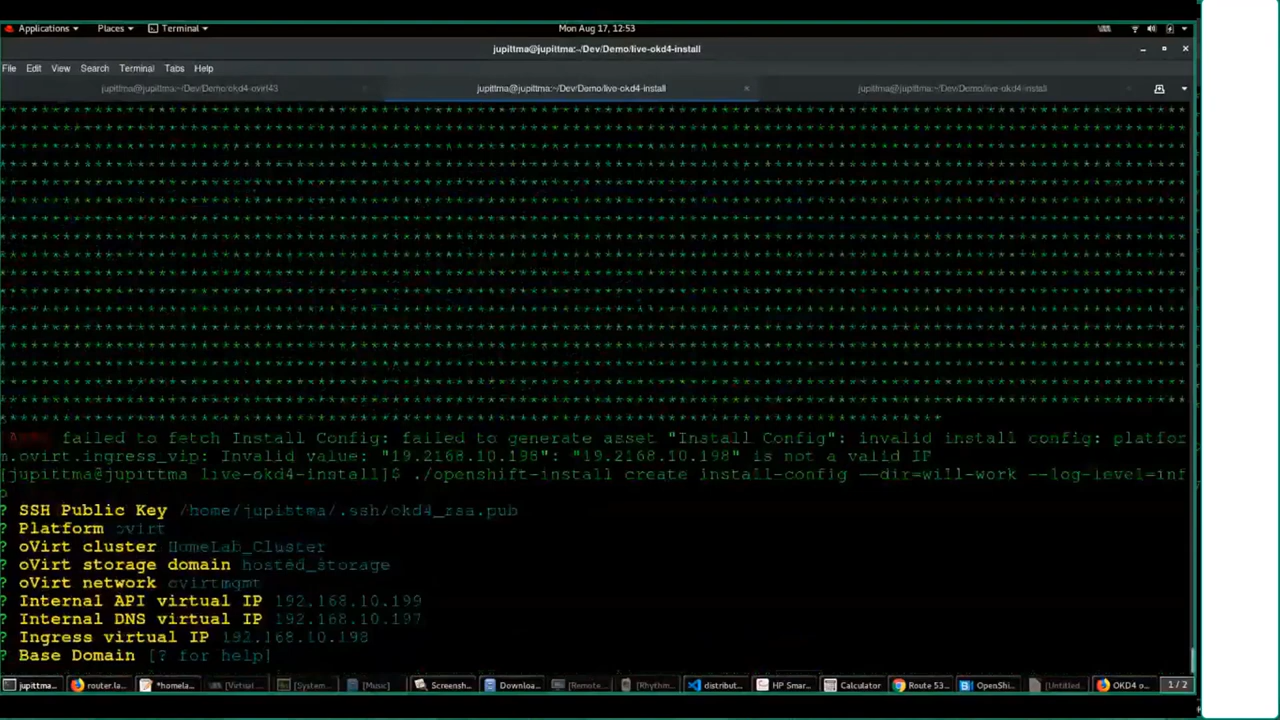 Applications Places Terminal Mon Aug 17, 12:53
jupittma@jupittma:~/Dev/Demo/live-okd4-install
File Edit View Search Terminal Tabs Help
jupittma@jupittma:~/Dev/Demo/okd4-ovirt43 jupittma@jupittma:~/Dev/Demo/live-okd4-install jupittma@jupittma:~/Dev/Demo/live-okd4-install
failed to fetch Install Config: failed to generate asset "Install Config": invalid install config: platfor
m.ovirt.ingress_vip: Invalid value: "19.2168.10.198": "19.2168.10.198" is not a valid IP
[jupittma@jupittma live-okd4-install]$ ./openshift-install create install-config --dir=will-work --log-level=inf
o
? SSH Public Key /home/jupittma/.ssh/okd4_rsa.pub
? Platform ovirt
? oVirt cluster HomeLab_Cluster
? oVirt storage domain hosted_storage
? oVirt network ovirtmgmt
? Internal API virtual IP 192.168.10.199
? Internal DNS virtual IP 192.168.10.197
? Ingress virtual IP 192.168.10.198
? Base Domain [? for help]
jupittma... router.la... *homela... [Virtual ... [System... [Music] Screensh... Downloa... [Remote... [Rhythm... distribut... HP Smar... Calculator Route 53... OpenShi... [Untitled... OKD4 o... 1 / 2